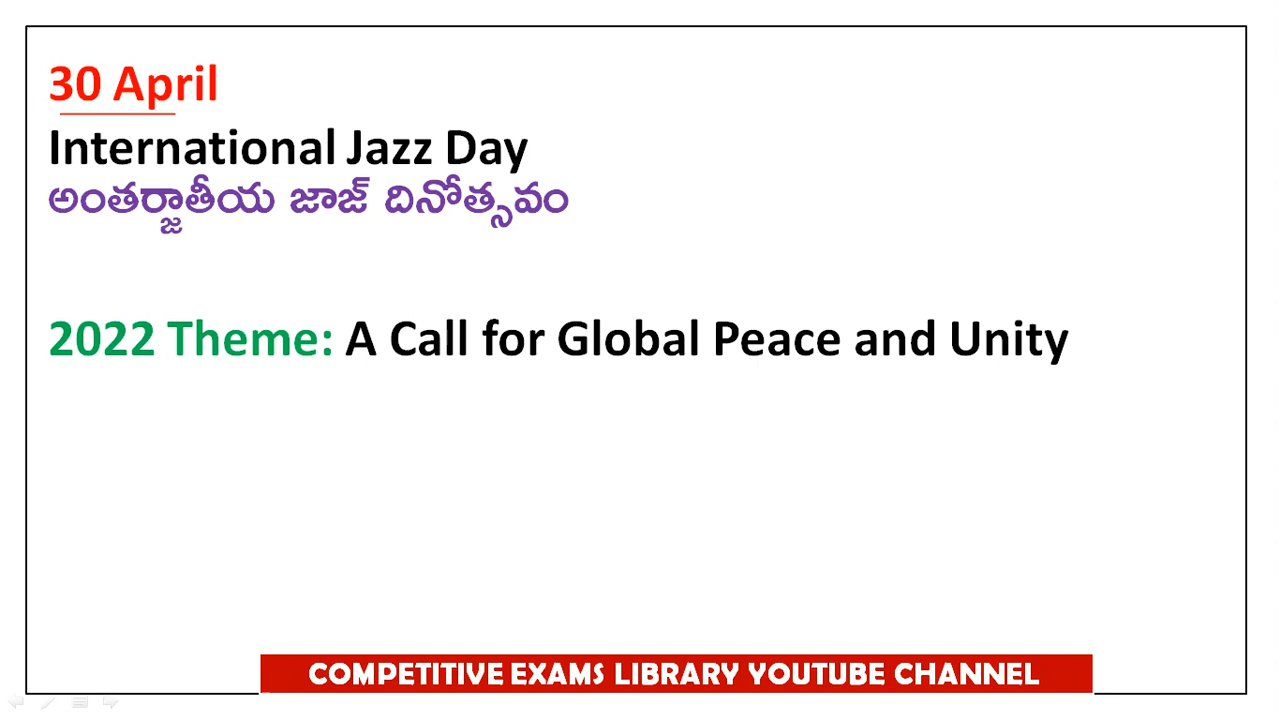 30 April
International Jazz Day
అంతర్జాతీయ జాజ్ దినోత్సవం
2022 Theme: A Call for Global Peace and Unity
COMPETITIVE EXAMS LIBRARY YOUTUBE CHANNEL